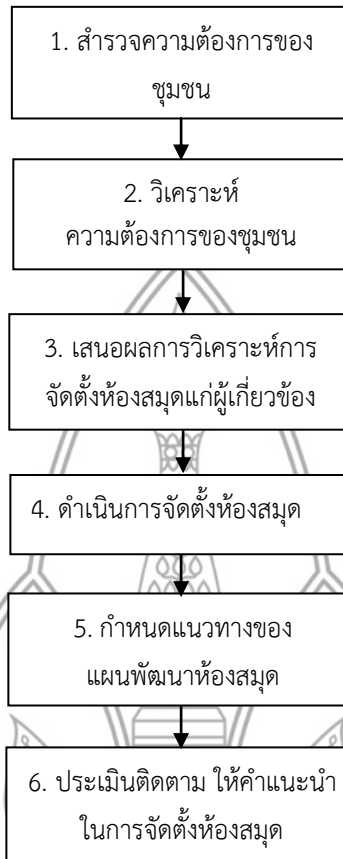 1. สำรวจความต้องการของ
ชุมชน
2. วิเคราะห์
ความต้องการของชุมชน
3. เสนอผลการวิเคราะห์การ
จัดตั้งห้องสมุดแก่ผู้เกี่ยวข้อง
4. ดำเนินการจัดตั้งห้องสมุด
5. กำหนดแนวทางของ
แผนพัฒนาห้องสมุด
6. ประเมินติดตาม ให้คำแนะนำ
ในการจัดตั้งห้องสมุด